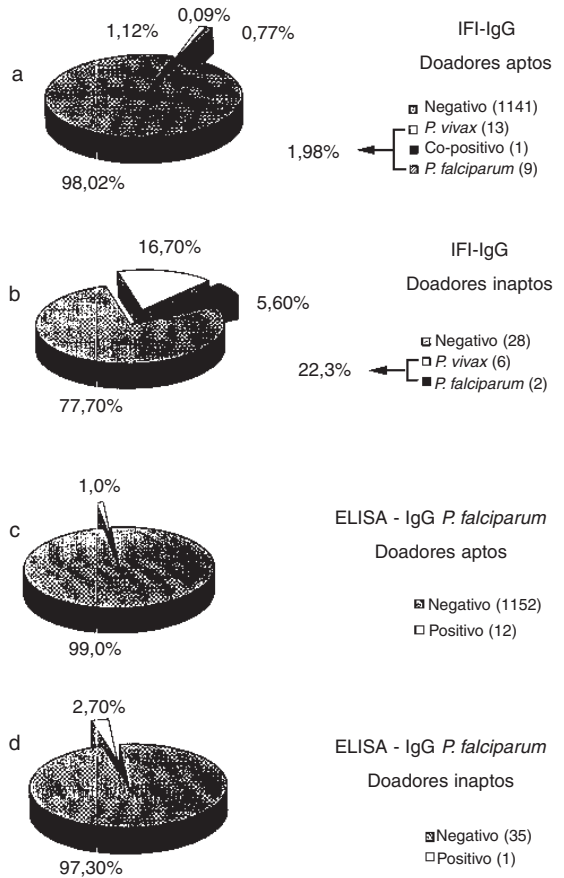 a
1,12%
0,09%
0,77%
98,02%
IFI-IgG
Doadores aptos
Negativo (1141)
P. vivax (13)
Co-positivo (1)
P. falciparum (9)
1,98%
b
16,70%
5,60%
77,70%
IFI-IgG
Doadores inaptos
Negativo (28)
P. vivax (6)
P. falciparum (2)
22,3%
c
1,0%
99,0%
ELISA - IgG P. falciparum
Doadores aptos
Negativo (1152)
Positivo (12)
d
2,70%
97,30%
ELISA - IgG P. falciparum
Doadores inaptos
Negativo (35)
Positivo (1)